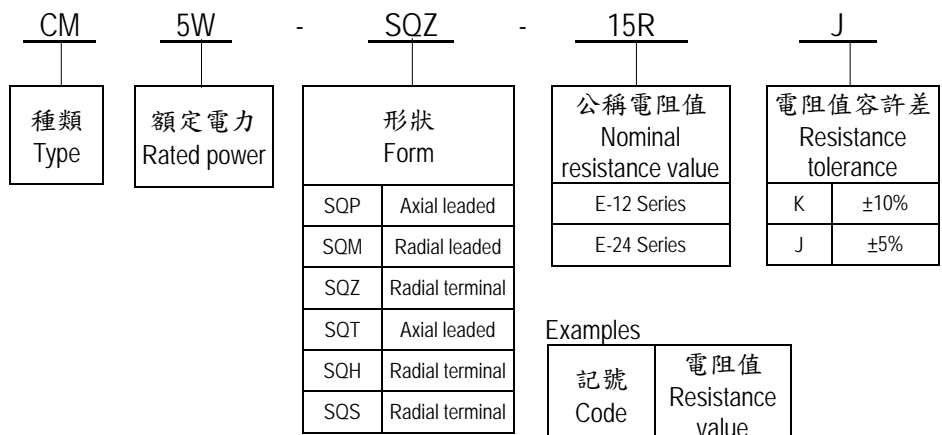 CM 5W - SQZ - 15R J
種類
Type
額定電力
Rated power
形狀
Form
SQP Axial leaded
SQM Radial leaded
SQZ Radial terminal
SQT Axial leaded
SQH Radial terminal
SQS Radial terminal
公稱電阻值
Nominal
resistance value
E-12 Series
E-24 Series
電阻值容許差
Resistance
tolerance
K ±10%
J ±5%
Examples
記號
Code
電阻值
Resistance
value